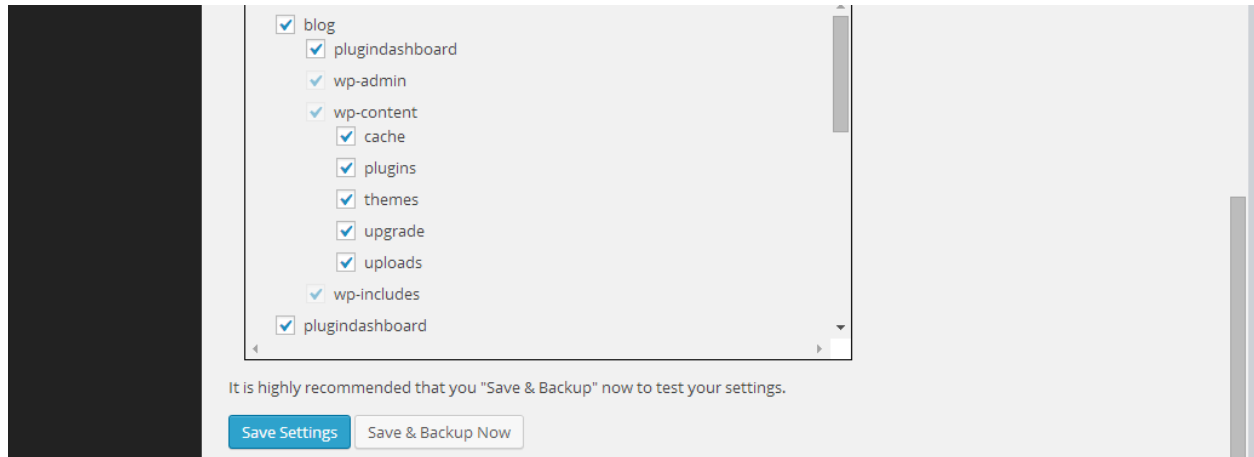 blog
plugindashboard
wp-admin
wp-content
cache
plugins
themes
upgrade
uploads
wp-includes
plugindashboard
It is highly recommended that you "Save & Backup" now to test your settings.
Save Settings Save & Backup Now